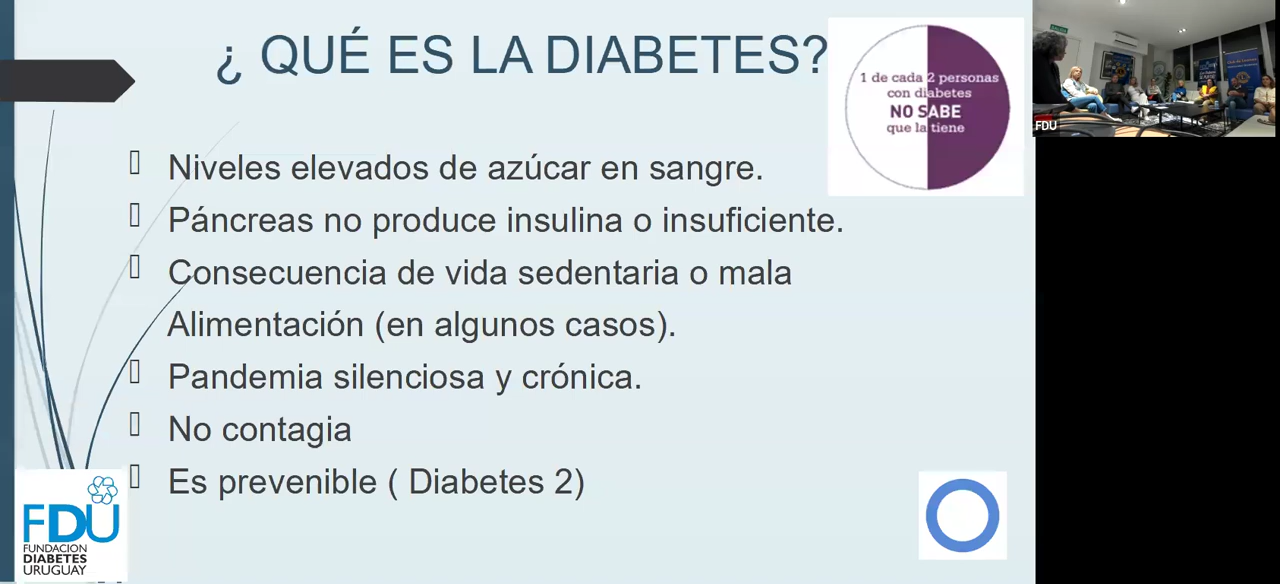 ¿ QUÉ ES LA DIABETES?
1 de cada 2 personas
con diabetes
NO SABE
que la tiene
Niveles elevados de azúcar en sangre.
Páncreas no produce insulina o insuficiente.
Consecuencia de vida sedentaria o mala
Alimentación (en algunos casos).
Pandemia silenciosa y crónica.
No contagia
Es prevenible ( Diabetes 2)
FDU
FUNDACION
DIABETES
URUGUAY
FDU